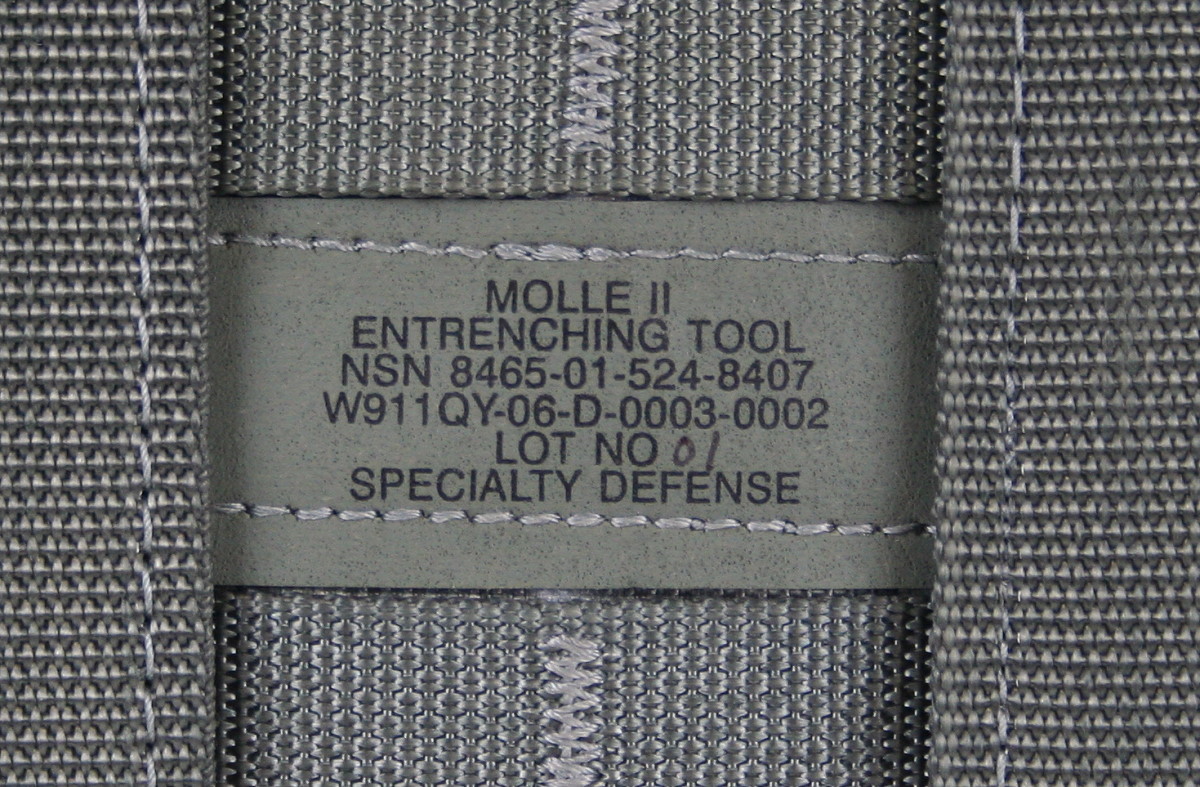 MOLLE II
ENTRENCHING TOOL
NSN 8465-01-524-8407
W911QY-06-D-0003-0002
LOT NO 01
SPECIALTY DEFENSE